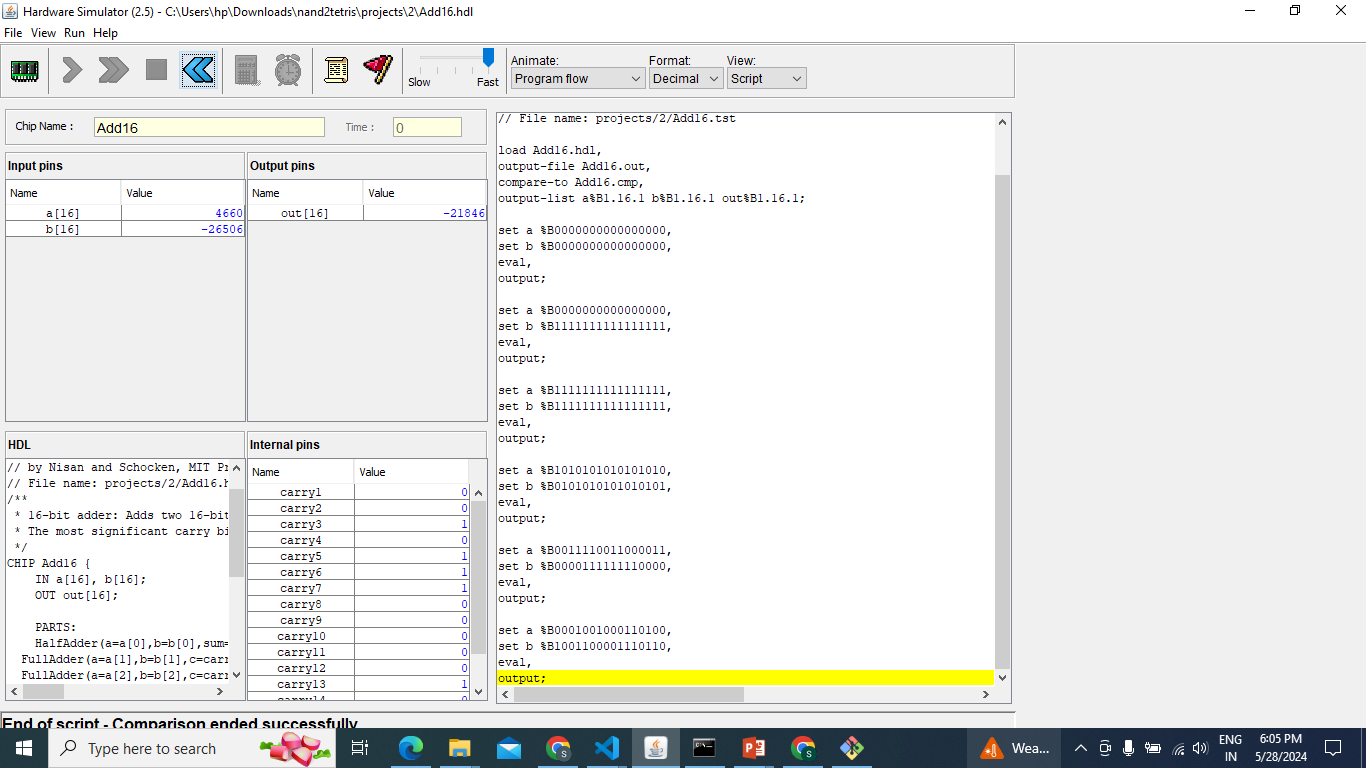 Hardware Simulator (2.5) - C:\Users\hp\Downloads\nand2tetris\projects\2\Add16.hdl
File View Run Help
Slow Fast
Animate: Format: View:
Program flow Decimal Script
Chip Name : Add16 Time : 0
Input pins
Name Value
a[16] 4660
b[16] -26506
Output pins
Name Value
out[16] -21846
HDL
// by Nisan and Schocken, MIT Pr
// File name: projects/2/Add16.h
/**
* 16-bit adder: Adds two 16-bit
* The most significant carry bi
*/
CHIP Add16 {
IN a[16], b[16];
OUT out[16];
PARTS:
HalfAdder(a=a[0],b=b[0],sum=
FullAdder(a=a[1],b=b[1],c=carr
FullAdder(a=a[2],b=b[2],c=carr
Internal pins
Name Value
carry1 0
carry2 0
carry3 1
carry4 0
carry5 1
carry6 1
carry7 1
carry8 0
carry9 0
carry10 0
carry11 0
carry12 0
carry13 1
carry14 0
// File name: projects/2/Add16.tst
load Add16.hdl,
output-file Add16.out,
compare-to Add16.cmp,
output-list a%B1.16.1 b%B1.16.1 out%B1.16.1;
set a %B0000000000000000,
set b %B0000000000000000,
eval,
output;
set a %B0000000000000000,
set b %B1111111111111111,
eval,
output;
set a %B1111111111111111,
set b %B1111111111111111,
eval,
output;
set a %B1010101010101010,
set b %B0101010101010101,
eval,
output;
set a %B0011110011000011,
set b %B0000111111110000,
eval,
output;
set a %B0001001000110100,
set b %B1001100001110110,
eval,
output;
End of script - Comparison ended successfully
Type here to search
Wea...
ENG
IN
6:05 PM
5/28/2024